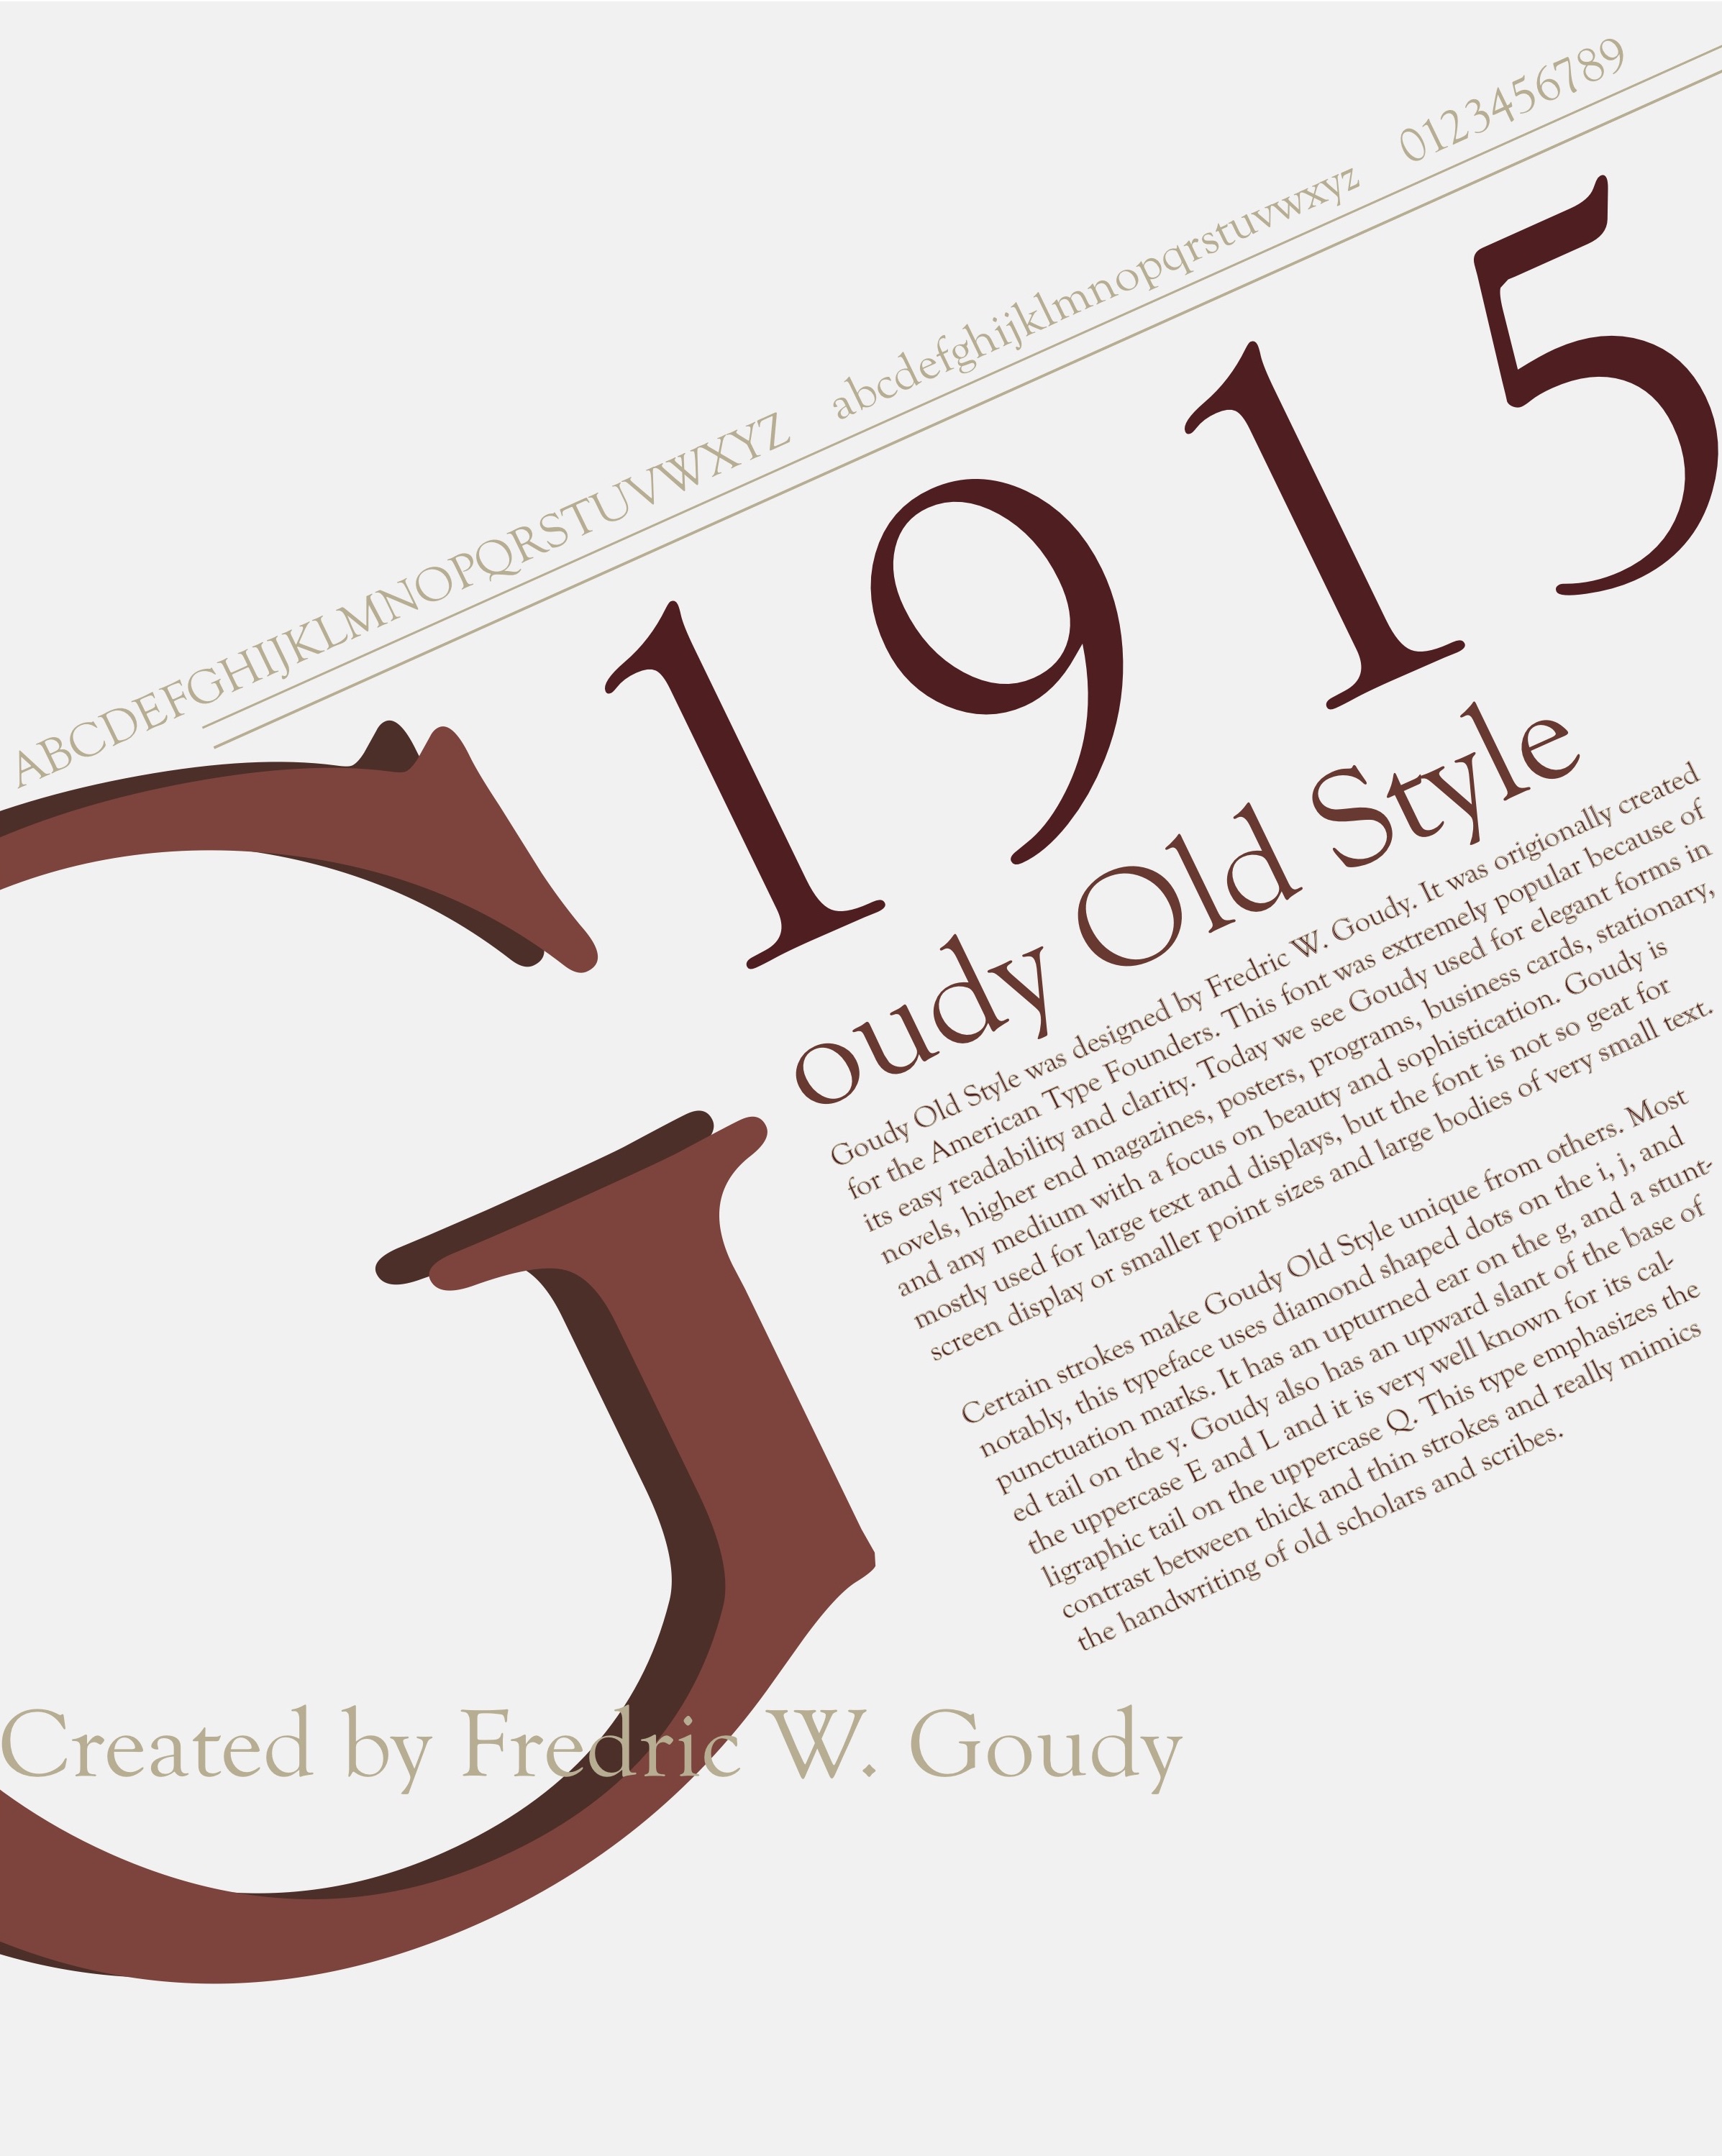 ABCDEFGHIJKLMNOPQRSTUVWXYZ abcdefghijklmnopqrstuvwxyz 0123456789
1915
Goudy Old Style
Goudy Old Style was designed by Fredric W. Goudy. It was origionally created
for the American Type Founders. This font was extremely popular because of
its easy readability and clarity. Today we see Goudy used for elegant forms in
novels, higher end magazines, posters, programs, business cards, stationary,
and any medium with a focus on beauty and sophistication. Goudy is
mostly used for large text and displays, but the font is not so geat for
screen display or smaller point sizes and large bodies of very small text.
Certain strokes make Goudy Old Style unique from others. Most
notably, this typeface uses diamond shaped dots on the i, j, and
punctuation marks. It has an upturned ear on the g, and a stunt-
ed tail on the y. Goudy also has an upward slant of the base of
the uppercase E and L and it is very well known for its cal-
ligraphic tail on the uppercase Q. This type emphasizes the
contrast between thick and thin strokes and really mimics
the handwriting of old scholars and scribes.
Created by Fredric W. Goudy